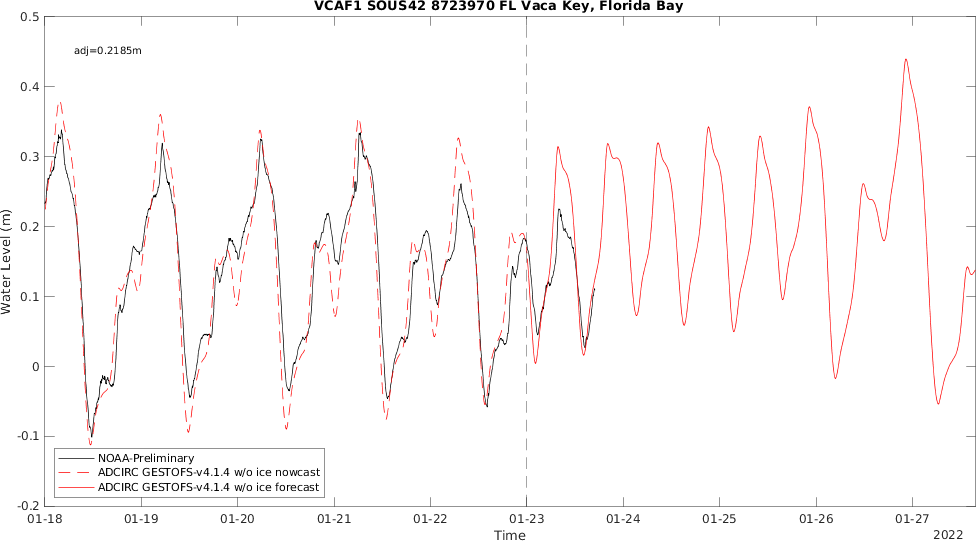 VCAF1 SOUS42 8723970 FL Vaca Key, Florida Bay
adj=0.2185m
0.5
0.4
0.3
0.2
0.1
0
-0.1
-0.2
Water Level (m)
NOAA-Preliminary
ADCIRC GESTOFS-v4.1.4 w/o ice nowcast
ADCIRC GESTOFS-v4.1.4 w/o ice forecast
01-18 01-19 01-20 01-21 01-22 01-23 01-24 01-25 01-26 01-27
Time
2022